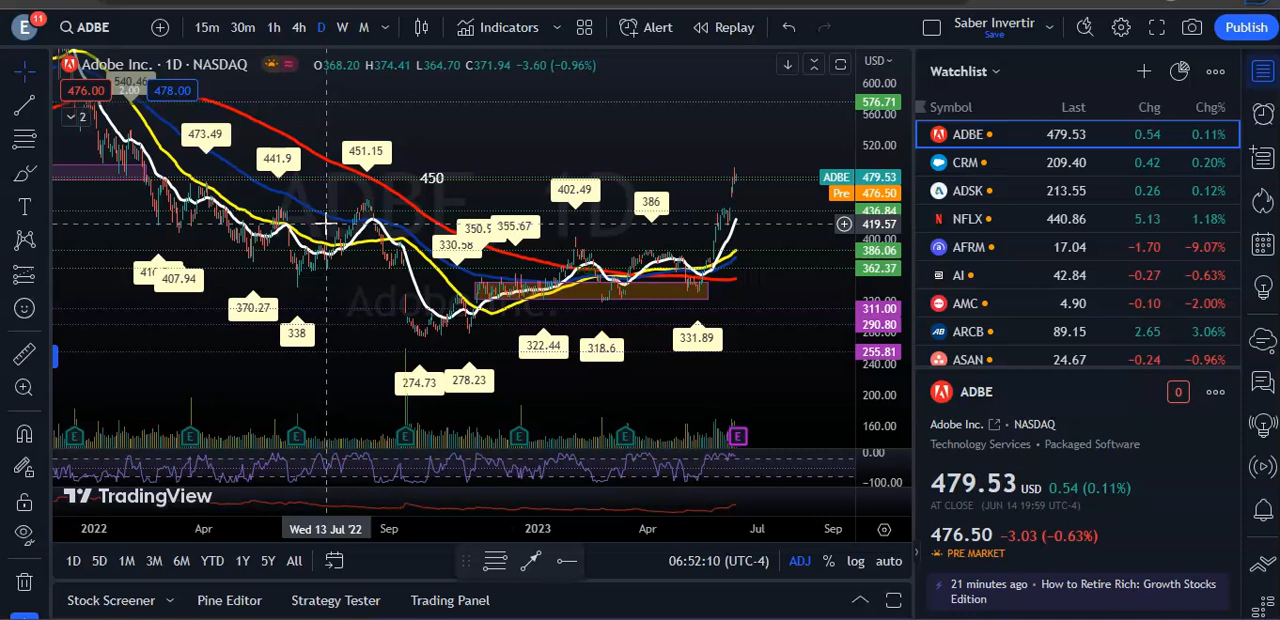 E 11 ADBE 15m 30m 1h 4h D W M Indicators Alert Replay Saber Invertir Save Publish
Adobe Inc. · 1D · NASDAQ O368.20 H374.41 L364.70 C371.94 −3.60 (−0.96%)
476.00 2.00 478.00
540.46
2
473.49
441.9
451.15
450
402.49
386
330.58
350.9
355.67
407.94
370.27
338
274.73
278.23
322.44
318.6
331.89
ADBE 1D
Adobe Inc.
USD
600.00
576.71
560.00
520.00
ADBE 479.53
Pre 476.50
436.84
419.57
400.00
386.06
362.37
311.00
290.80
255.81
240.00
200.00
160.00
0.00
−100.00
E E E E E E E
TradingView
2022 Apr Wed 13 Jul '22 Sep 2023 Apr Jul Sep
1D 5D 1M 3M 6M YTD 1Y 5Y All 06:52:10 (UTC-4) ADJ % log auto
Stock Screener Pine Editor Strategy Tester Trading Panel
Watchlist
Symbol Last Chg Chg%
ADBE 479.53 0.54 0.11%
CRM 209.40 0.42 0.20%
ADSK 213.55 0.26 0.12%
NFLX 440.86 5.13 1.18%
AFRM 17.04 −1.70 −9.07%
AI 42.84 −0.27 −0.63%
AMC 4.90 −0.10 −2.00%
ARCB 89.15 2.65 3.06%
ASAN 24.67 −0.24 −0.96%
ADBE 0
Adobe Inc. · NASDAQ
Technology Services · Packaged Software
479.53 USD 0.54 (0.11%)
AT CLOSE (JUN 14 19:59 UTC-4)
476.50 −3.03 (−0.63%)
PRE MARKET
21 minutes ago · How to Retire Rich: Growth Stocks
Edition